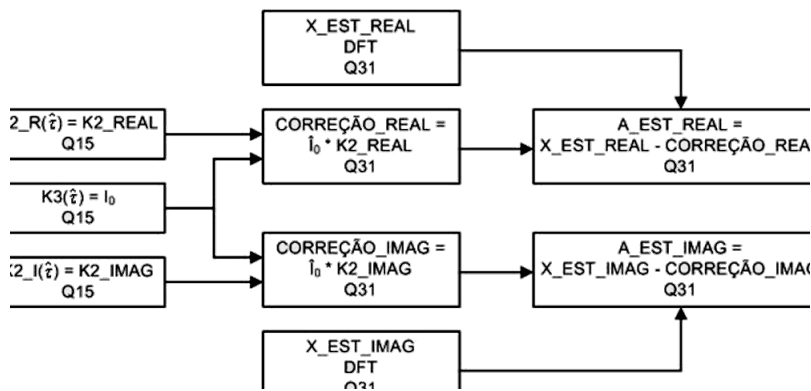 X_EST_REAL
DFT
Q31
2_R(τ̂) = K2_REAL
Q15
CORREÇÃO_REAL =
Î₀ * K2_REAL
Q31
A_EST_REAL =
X_EST_REAL - CORREÇÃO_REA
Q31
K3(τ̂) = I₀
Q15
K2_I(τ̂) = K2_IMAG
Q15
CORREÇÃO_IMAG =
Î₀ * K2_IMAG
Q31
A_EST_IMAG =
X_EST_IMAG - CORREÇÃO_IMAG
Q31
X_EST_IMAG
DFT
Q31